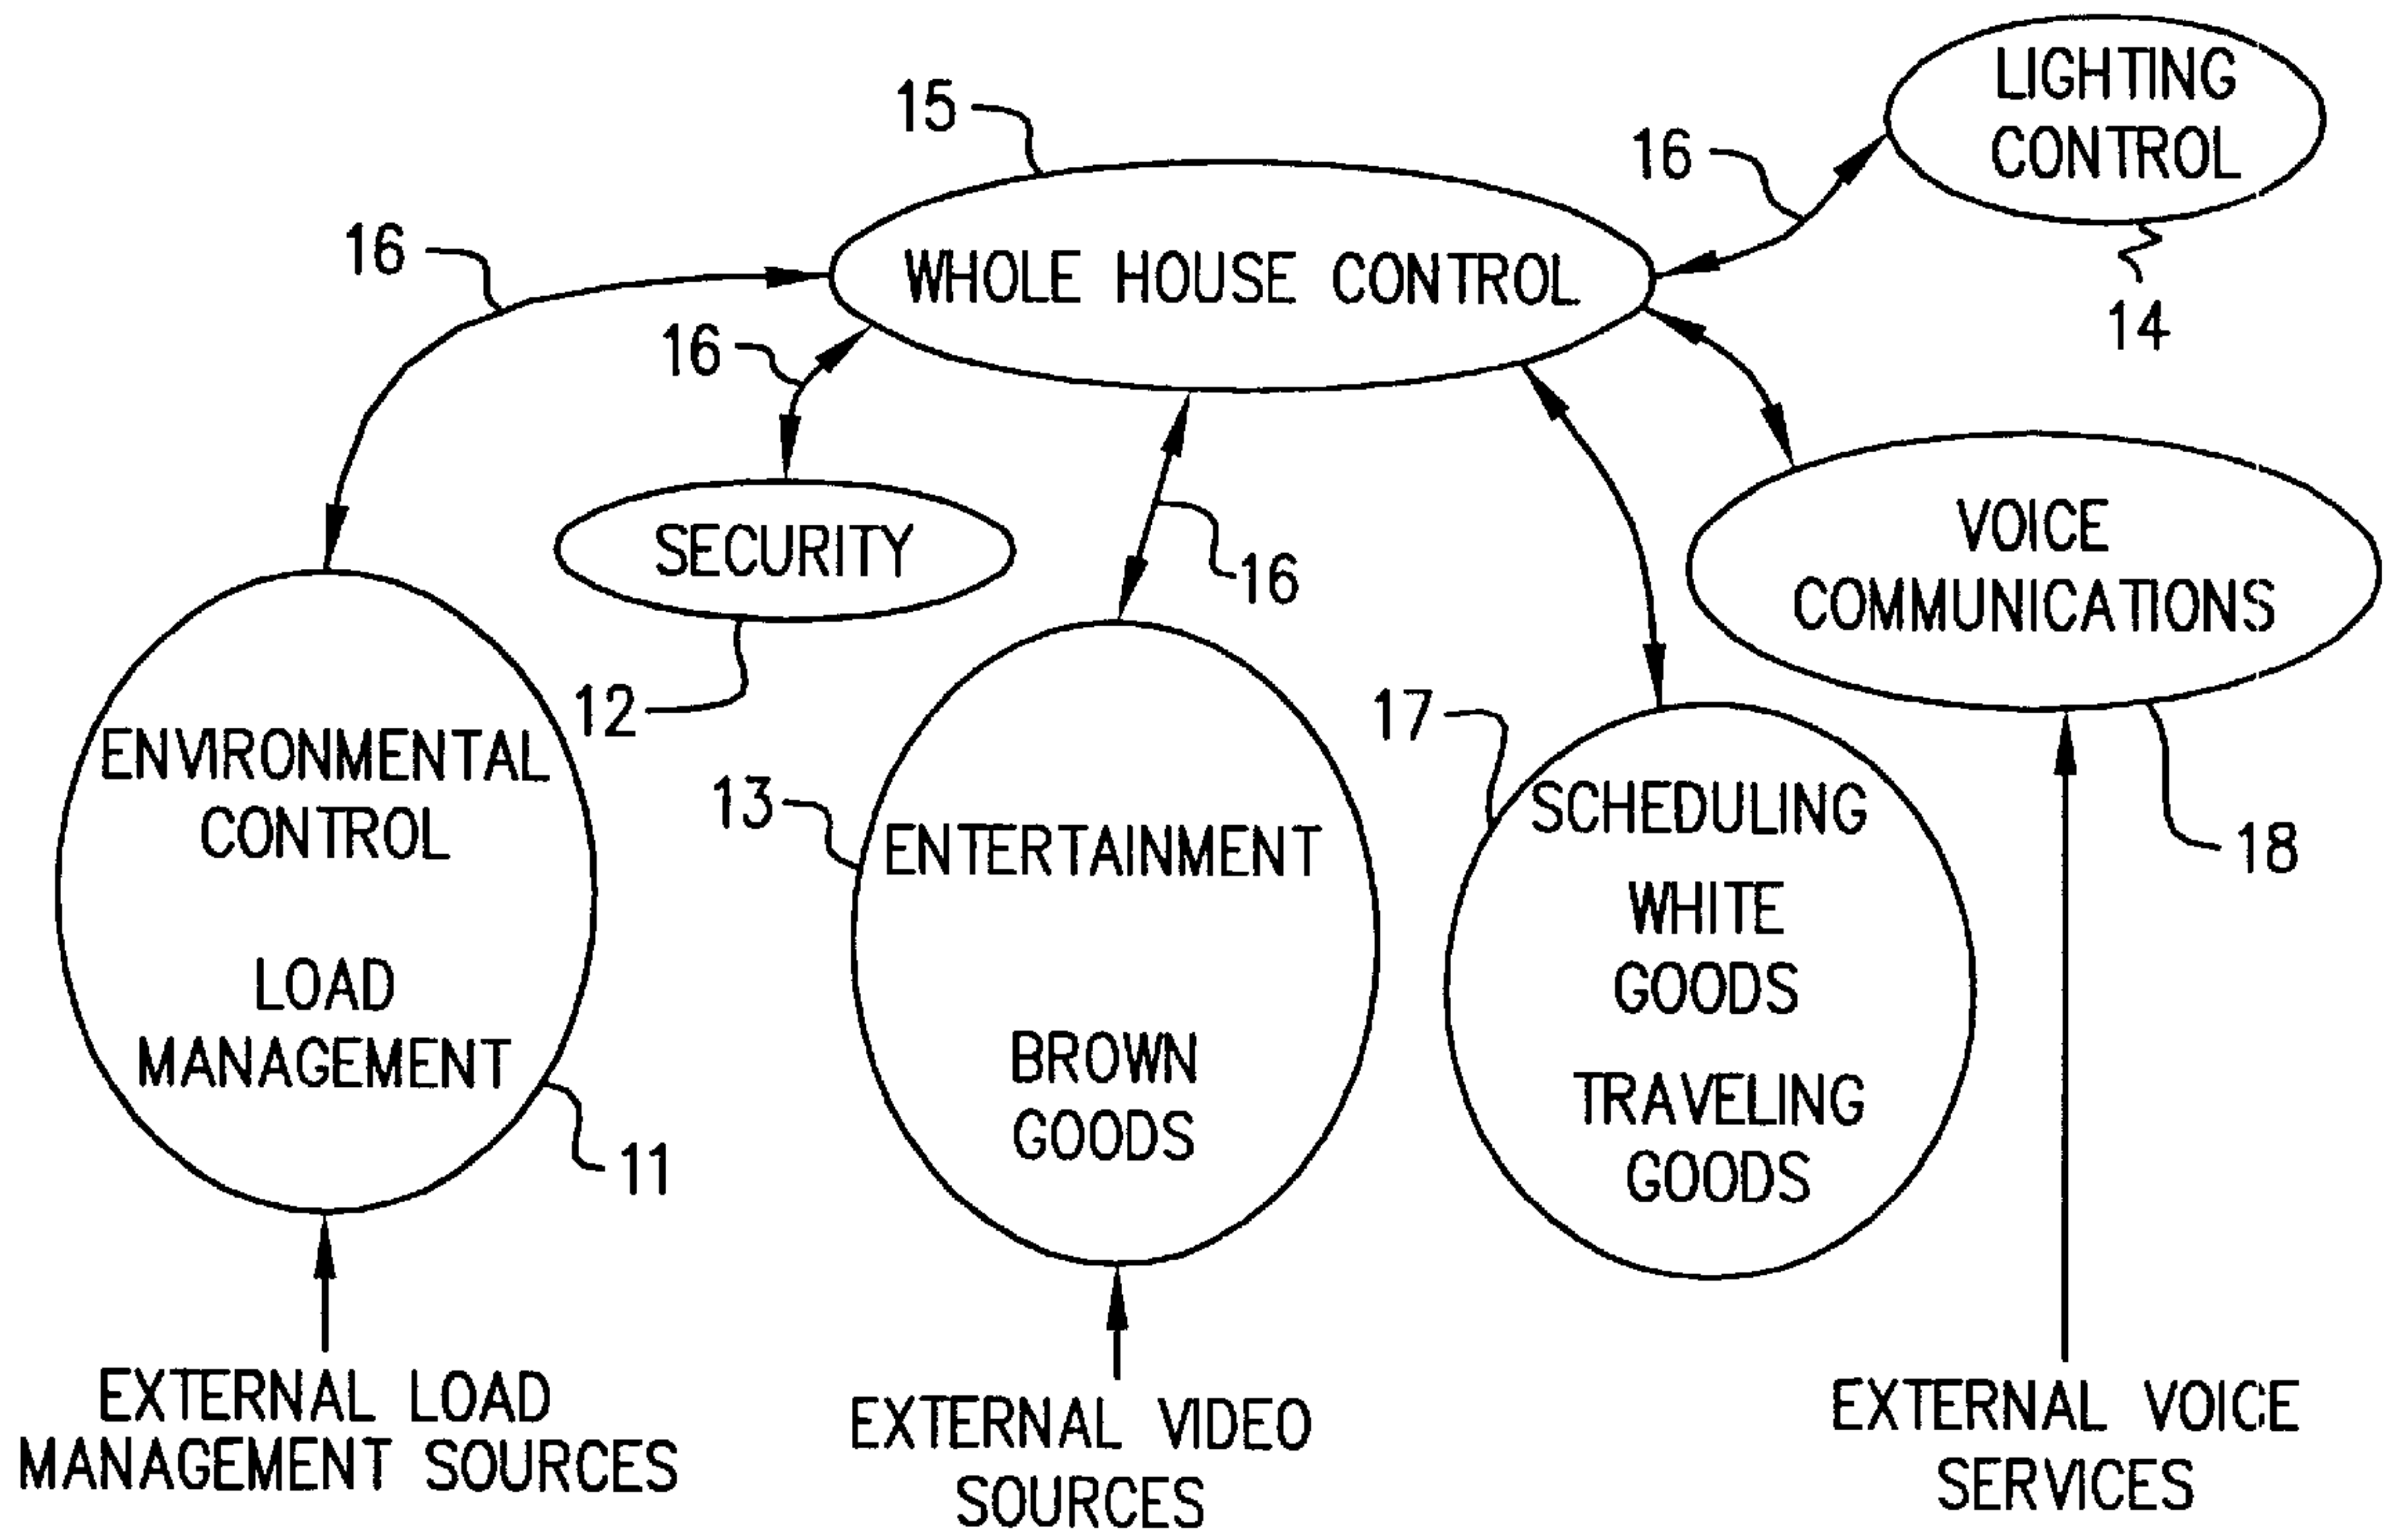 LIGHTING
CONTROL
15
16
16
WHOLE HOUSE CONTROL
14
16
SECURITY
VOICE
COMMUNICATIONS
16
12
17
ENVIRONMENTAL
CONTROL
13
SCHEDULING
ENTERTAINMENT
18
WHITE
GOODS
LOAD
MANAGEMENT
BROWN
GOODS
TRAVELING
GOODS
11
EXTERNAL LOAD
MANAGEMENT SOURCES
EXTERNAL VIDEO
SOURCES
EXTERNAL VOICE
SERVICES